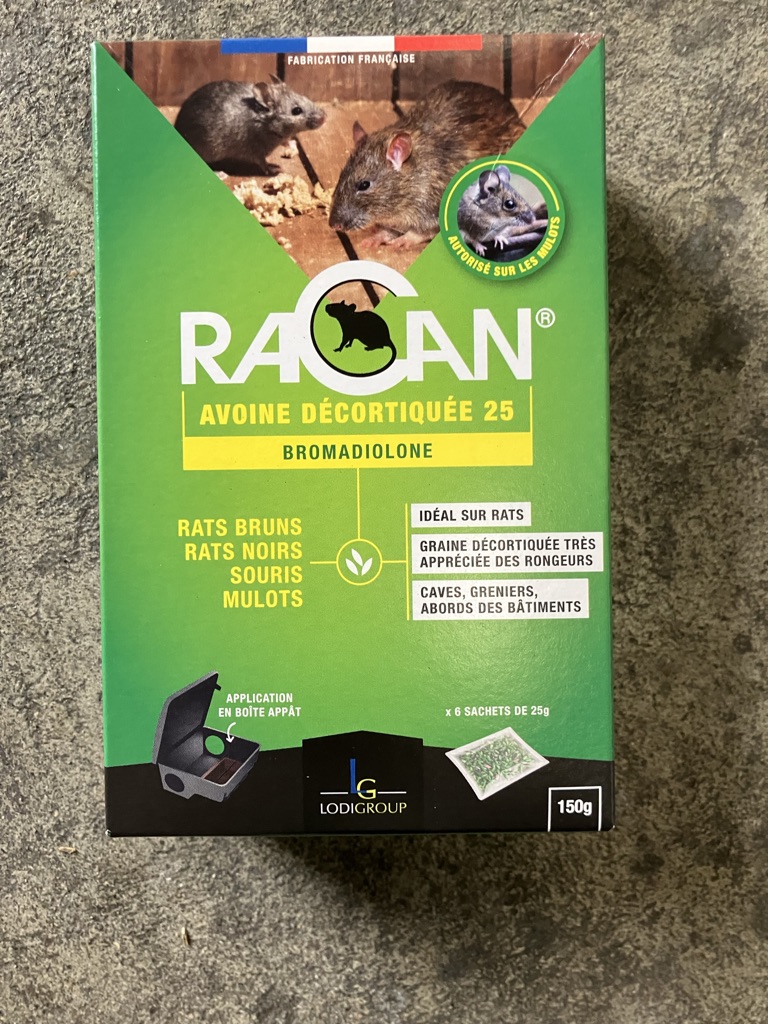 FABRICATION FRANÇAISE
AUTORISÉ SUR LES MULOTS
RACAN®
AVOINE DÉCORTIQUÉE 25
BROMADIOLONE
RATS BRUNS
RATS NOIRS
SOURIS
MULOTS
IDÉAL SUR RATS
GRAINE DÉCORTIQUÉE TRÈS
APPRÉCIÉE DES RONGEURS
CAVES, GRENIERS,
ABORDS DES BÂTIMENTS
APPLICATION
EN BOÎTE APPÂT
x 6 SACHETS DE 25g
LG
LODIGROUP
150g